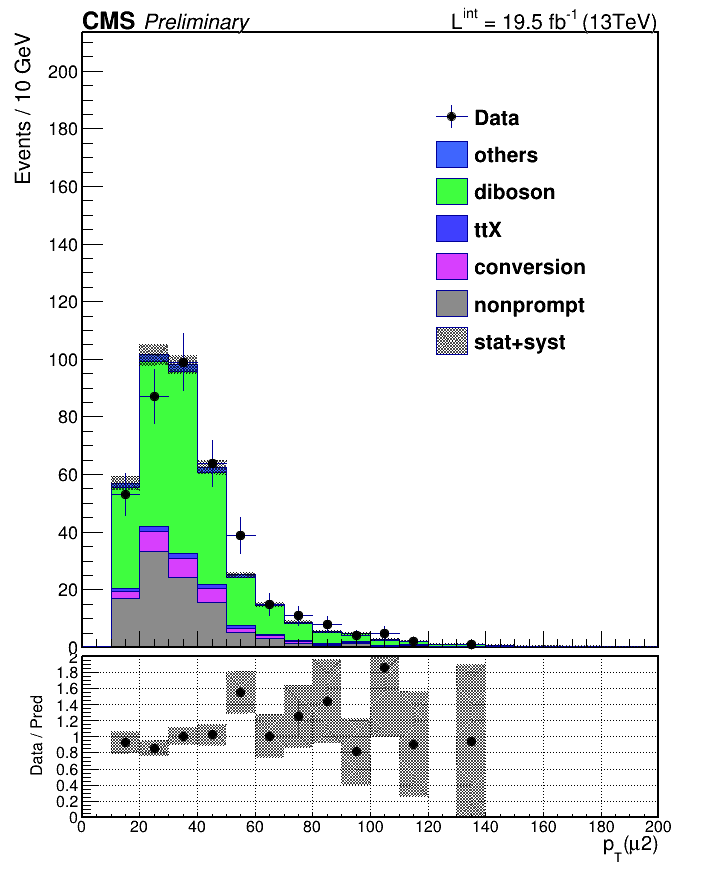 CMS Preliminary L^int = 19.5 fb^-1 (13TeV)
Events / 10 GeV
200
180
160
140
120
100
80
60
40
20
0
Data
others
diboson
ttX
conversion
nonprompt
stat+syst
Data / Pred
2
1.8
1.6
1.4
1.2
1
0.8
0.6
0.4
0.2
0
0 20 40 60 80 100 120 140 160 180 200
p_T(μ2)